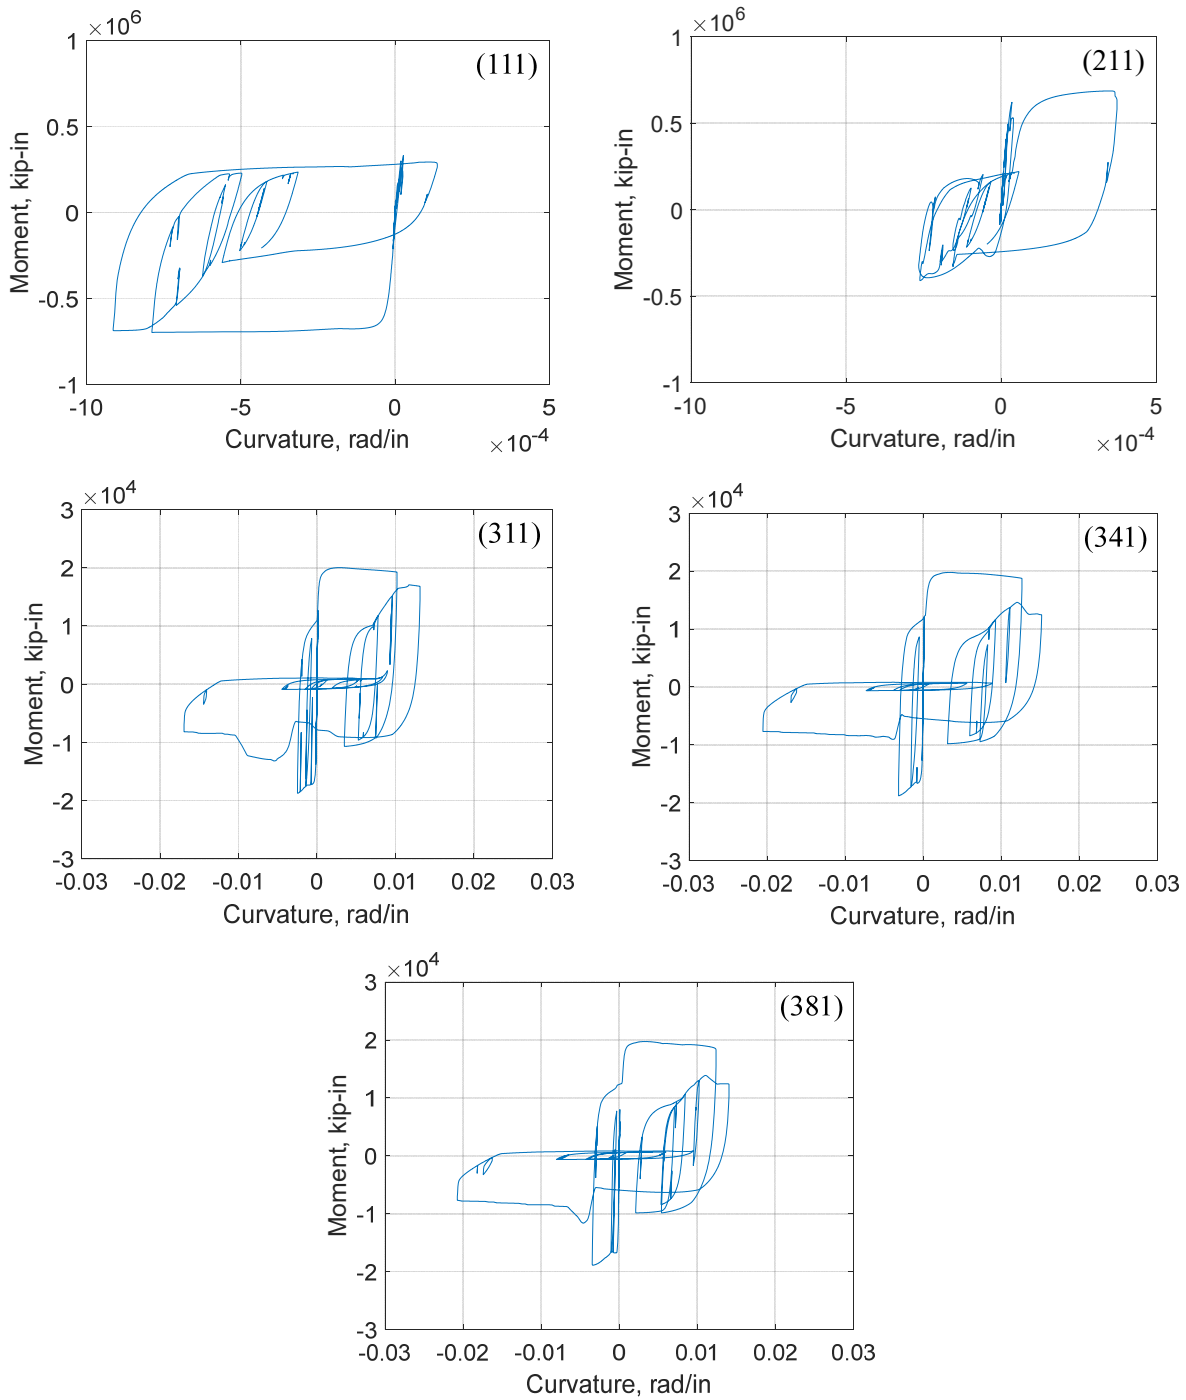 ×10^6
1
(111)
0.5
0
-0.5
-1
Moment, kip-in
-10 -5 0 5
Curvature, rad/in
×10^-4
×10^6
1
(211)
0.5
0
-0.5
-1
Moment, kip-in
-10 -5 0 5
Curvature, rad/in
×10^-4
×10^4
3
(311)
2
1
0
-1
-2
-3
Moment, kip-in
-0.03 -0.02 -0.01 0 0.01 0.02 0.03
Curvature, rad/in
×10^4
3
(341)
2
1
0
-1
-2
-3
Moment, kip-in
-0.03 -0.02 -0.01 0 0.01 0.02 0.03
Curvature, rad/in
×10^4
3
(381)
2
1
0
-1
-2
-3
Moment, kip-in
-0.03 -0.02 -0.01 0 0.01 0.02 0.03
Curvature, rad/in